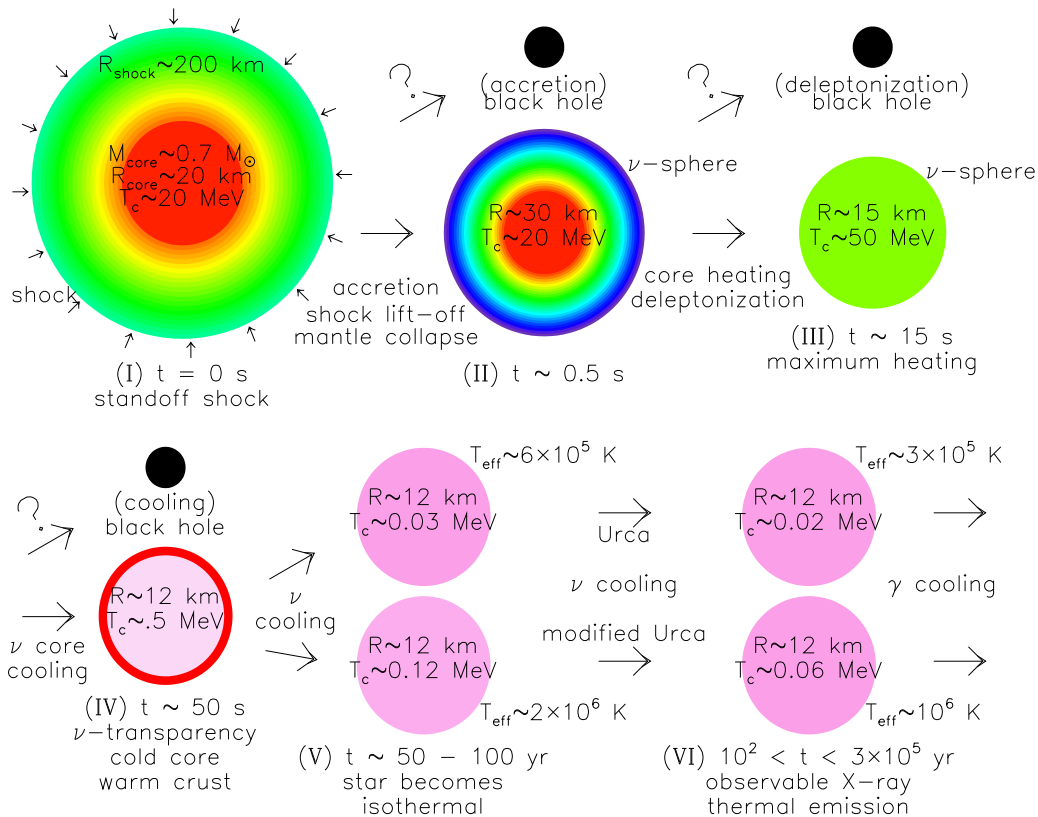 R_shock~200 km
M_core~0.7 M_⊙
R_core~20 km
T_c~20 MeV
shock
(I) t = 0 s
standoff shock
accretion
shock lift-off
mantle collapse
?
(accretion)
black hole
ν-sphere
R~30 km
T_c~20 MeV
(II) t ~ 0.5 s
core heating
deleptonization
?
(deleptonization)
black hole
ν-sphere
R~15 km
T_c~50 MeV
(III) t ~ 15 s
maximum heating
?
ν core
cooling
(cooling)
black hole
R~12 km
T_c~.5 MeV
(IV) t ~ 50 s
ν-transparency
cold core
warm crust
ν
cooling
T_eff~6×10^5 K
R~12 km
T_c~0.03 MeV
R~12 km
T_c~0.12 MeV
T_eff~2×10^6 K
(V) t ~ 50 - 100 yr
star becomes
isothermal
Urca
ν cooling
modified Urca
T_eff~3×10^5 K
R~12 km
T_c~0.02 MeV
R~12 km
T_c~0.06 MeV
T_eff~10^6 K
(VI) 10^2 < t < 3×10^5 yr
observable X-ray
thermal emission
γ cooling